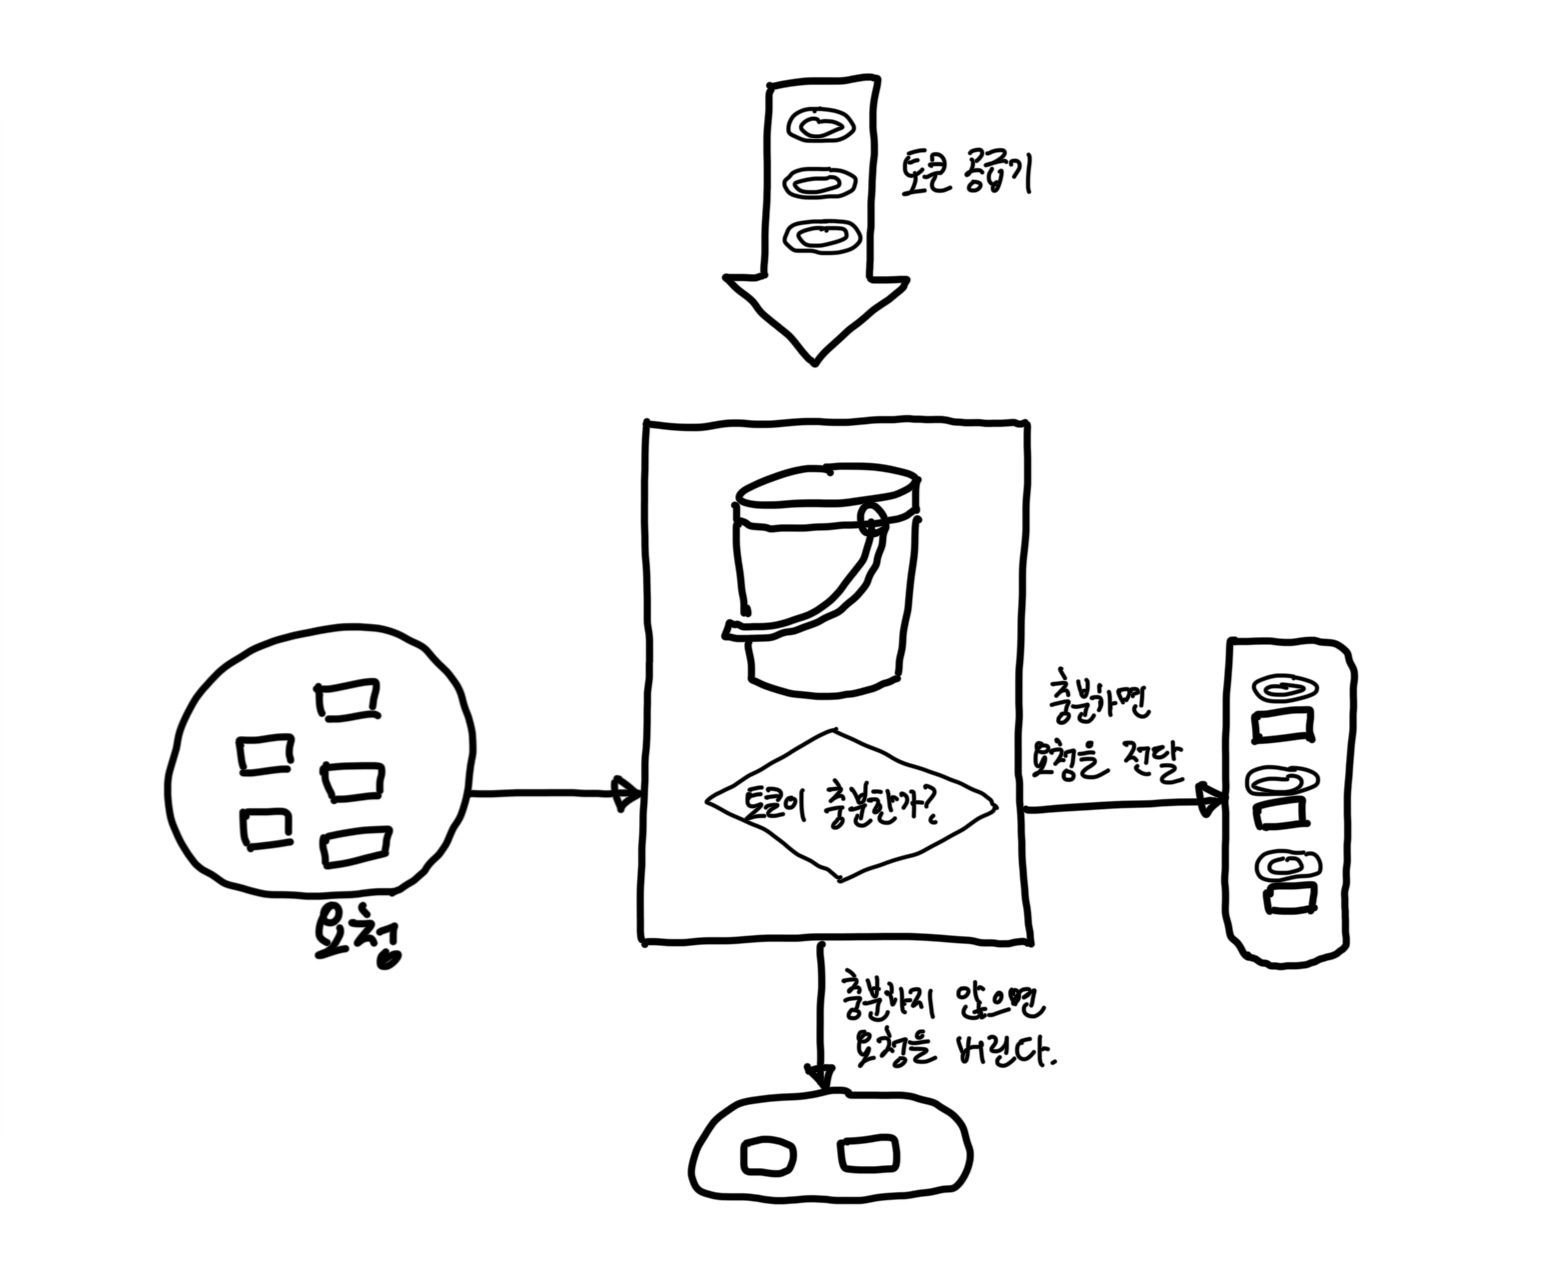 토큰 공급기
충분하면
요청을 전달
토큰이 충분한가?
요청
충분하지 않으면
요청을 버린다.